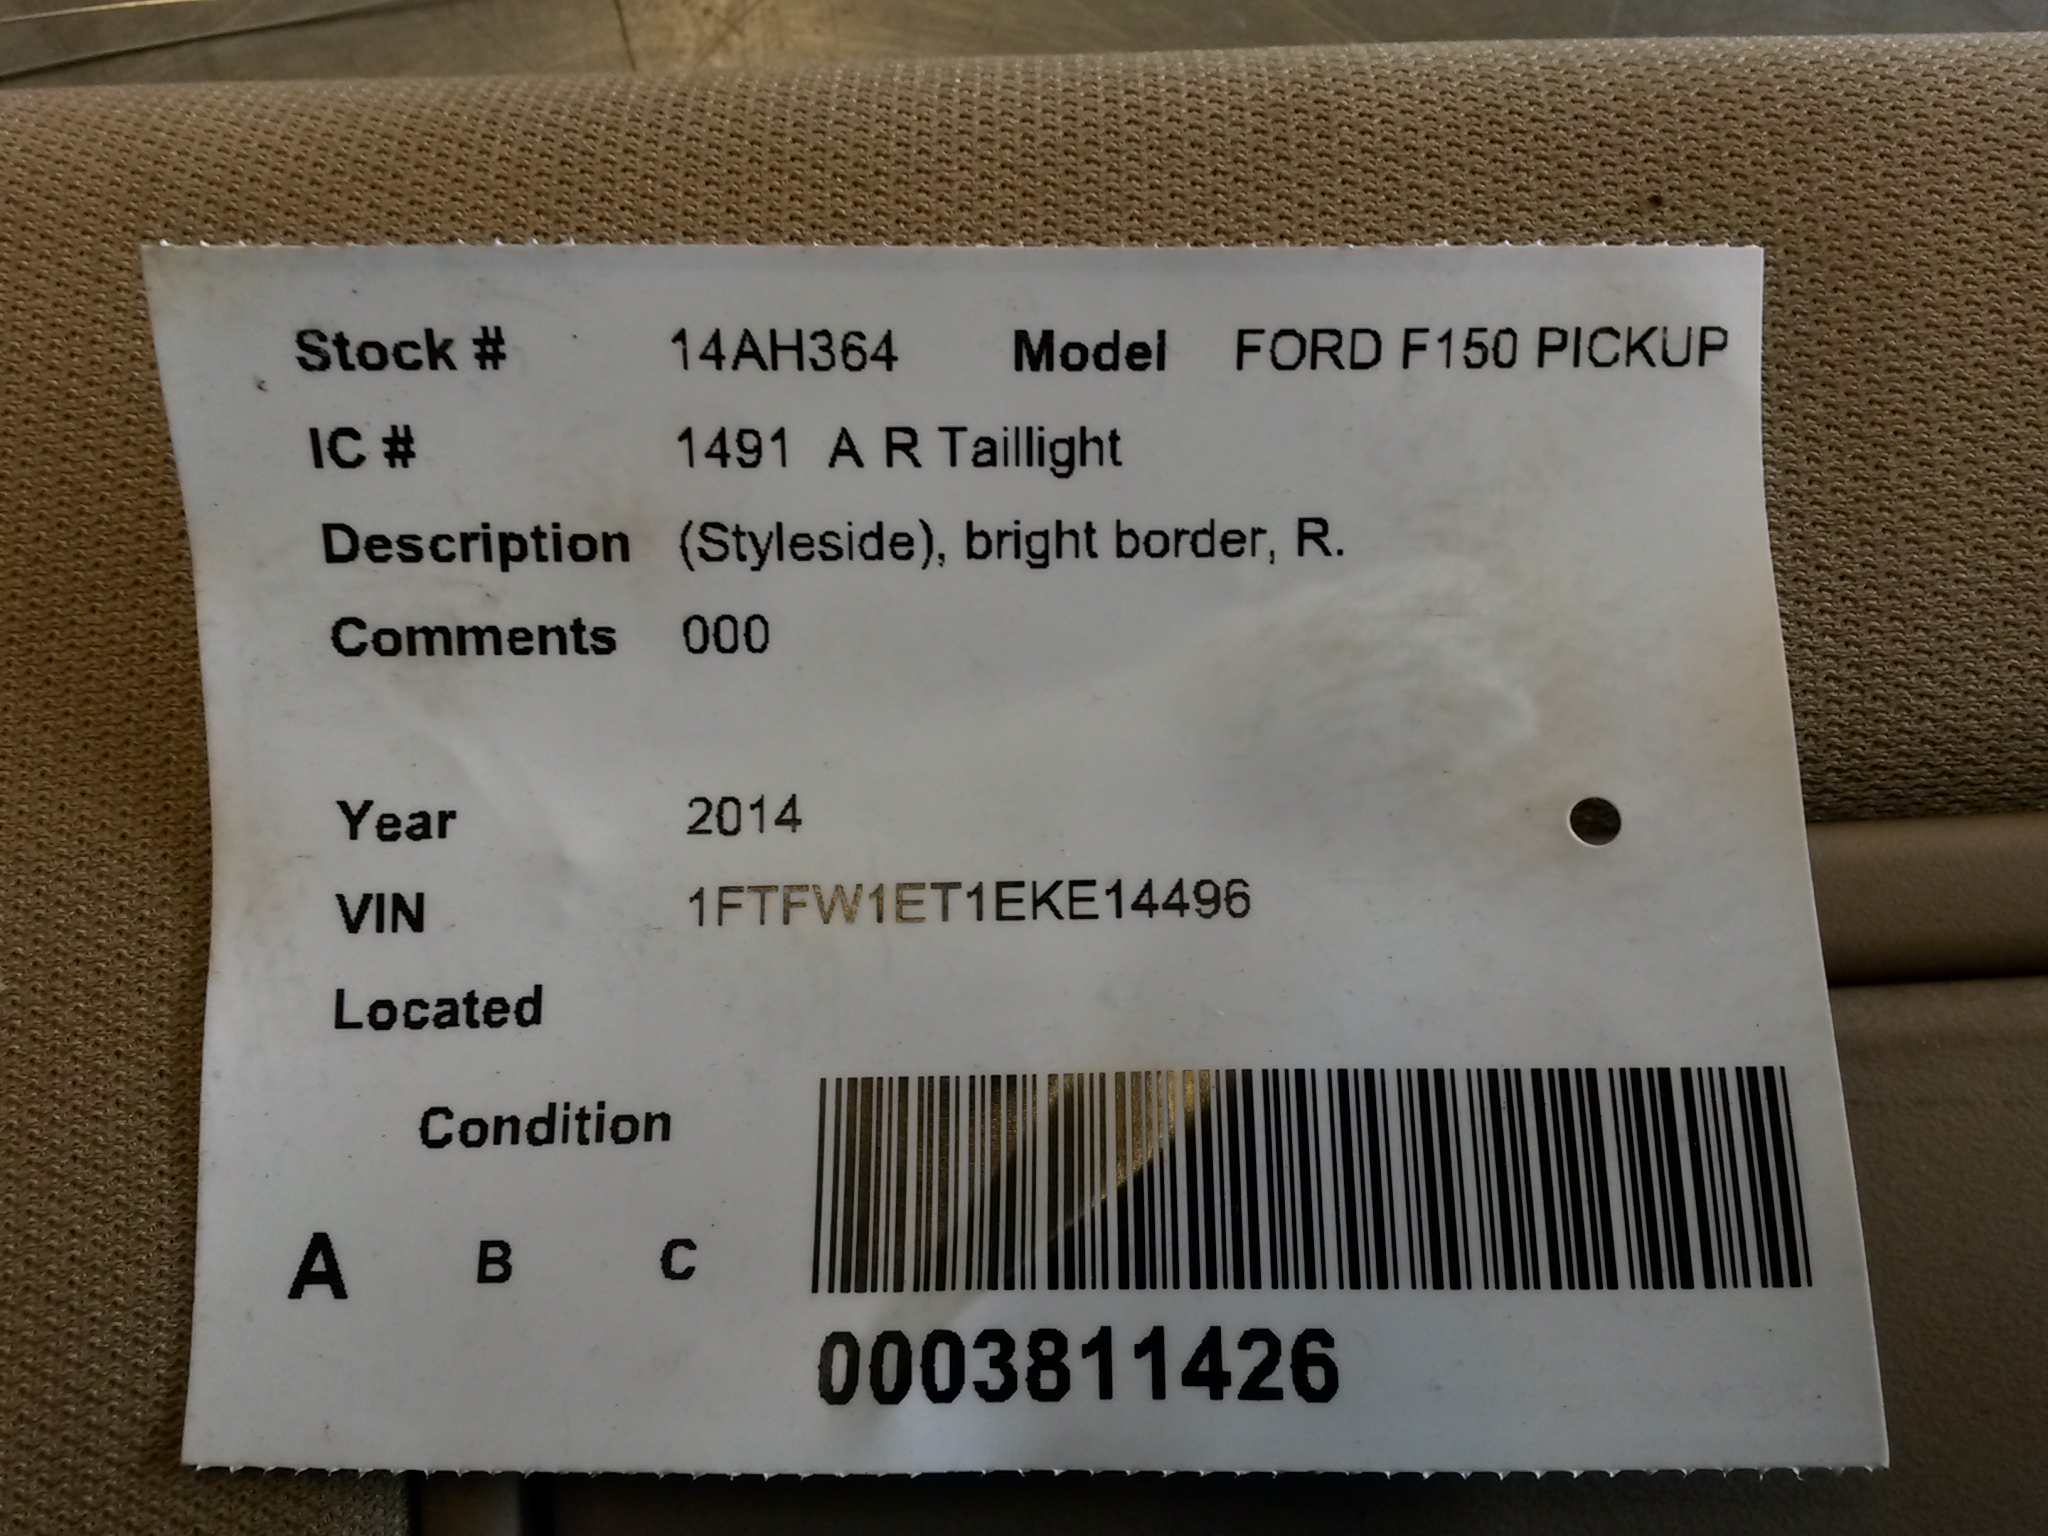 Stock # 14AH364 Model FORD F150 PICKUP
IC # 1491 A R Taillight
Description (Styleside), bright border, R.
Comments 000
Year 2014
VIN 1FTFW1ET1EKE14496
Located
Condition
A B C
0003811426